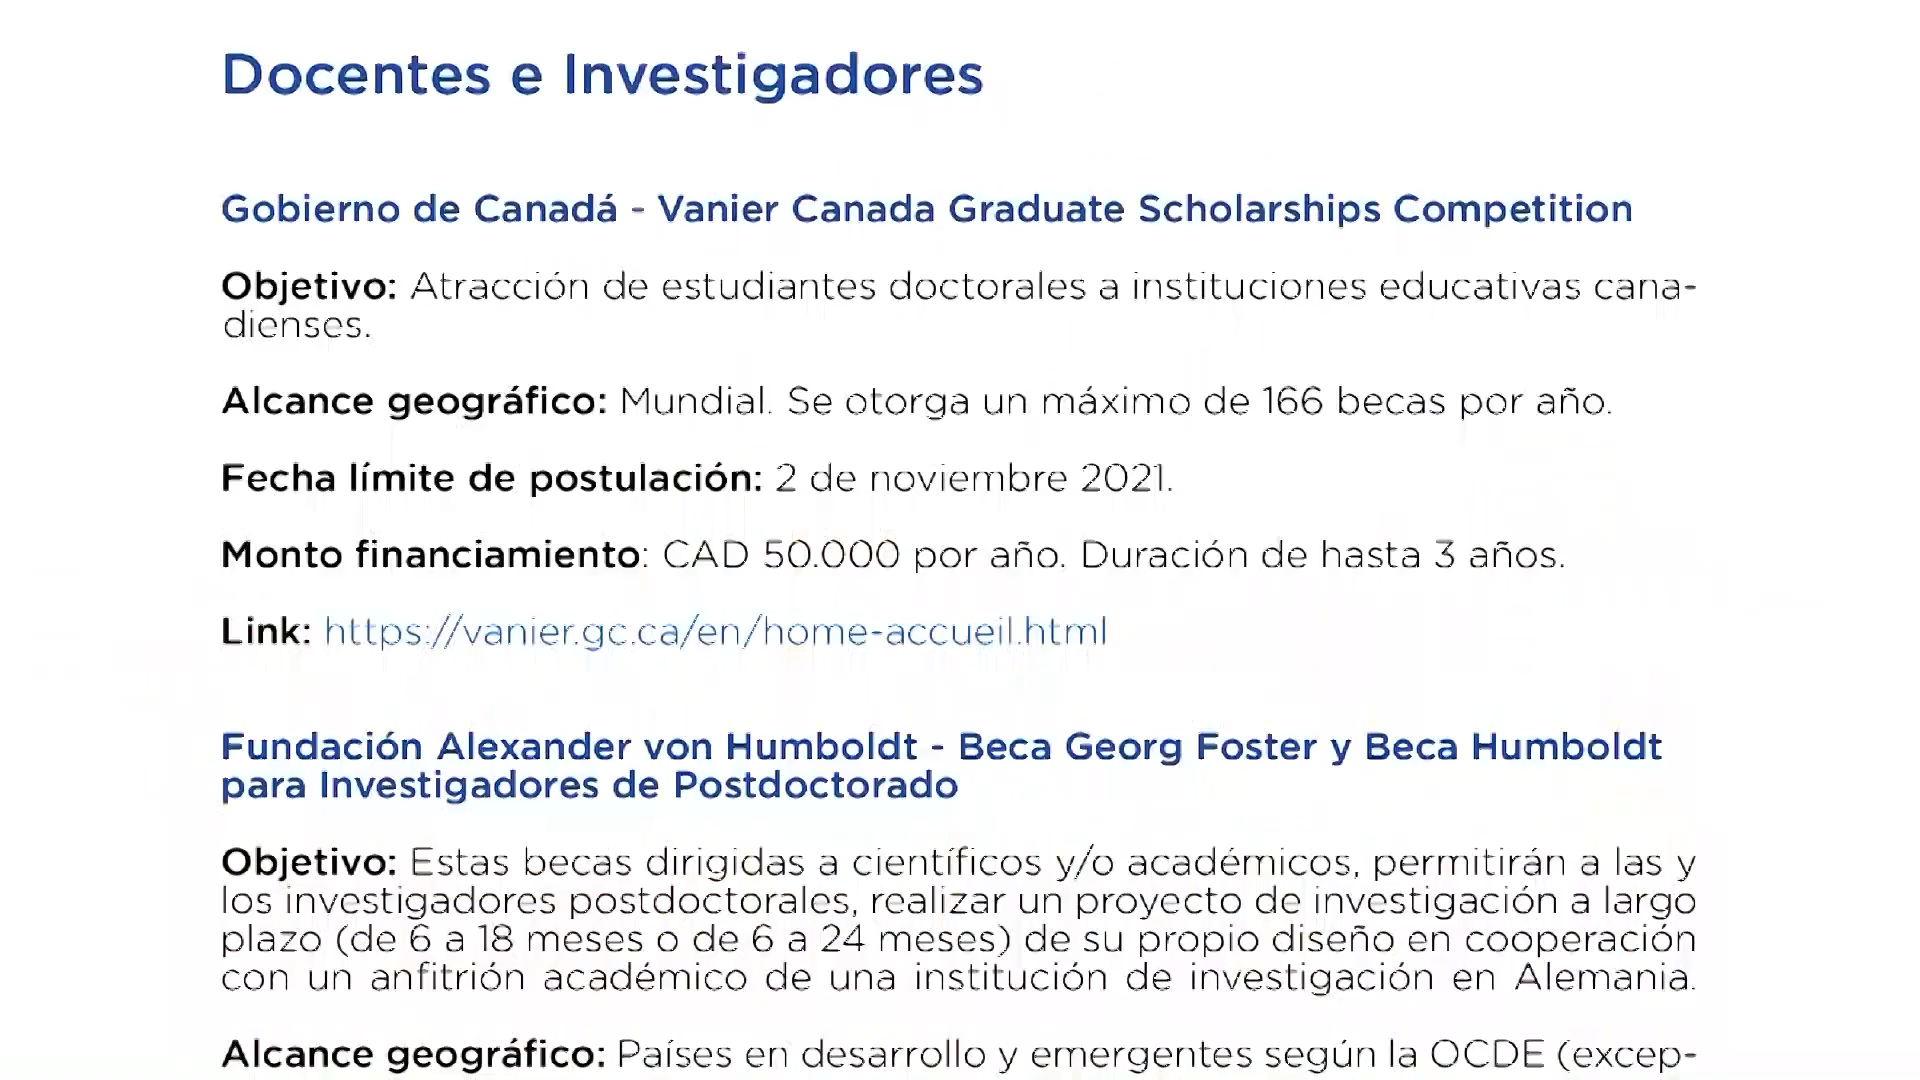 Docentes e Investigadores
Gobierno de Canadá - Vanier Canada Graduate Scholarships Competition
Objetivo: Atracción de estudiantes doctorales a instituciones educativas cana-
dienses.
Alcance geográfico: Mundial. Se otorga un máximo de 166 becas por año.
Fecha límite de postulación: 2 de noviembre 2021.
Monto financiamiento: CAD 50.000 por año. Duración de hasta 3 años.
Link: https://vanier.gc.ca/en/home-accueil.html
Fundación Alexander von Humboldt - Beca Georg Foster y Beca Humboldt
para Investigadores de Postdoctorado
Objetivo: Estas becas dirigidas a científicos y/o académicos, permitirán a las y
los investigadores postdoctorales, realizar un proyecto de investigación a largo
plazo (de 6 a 18 meses o de 6 a 24 meses) de su propio diseño en cooperación
con un anfitrión académico de una institución de investigación en Alemania.
Alcance geográfico: Países en desarrollo y emergentes según la OCDE (excep-